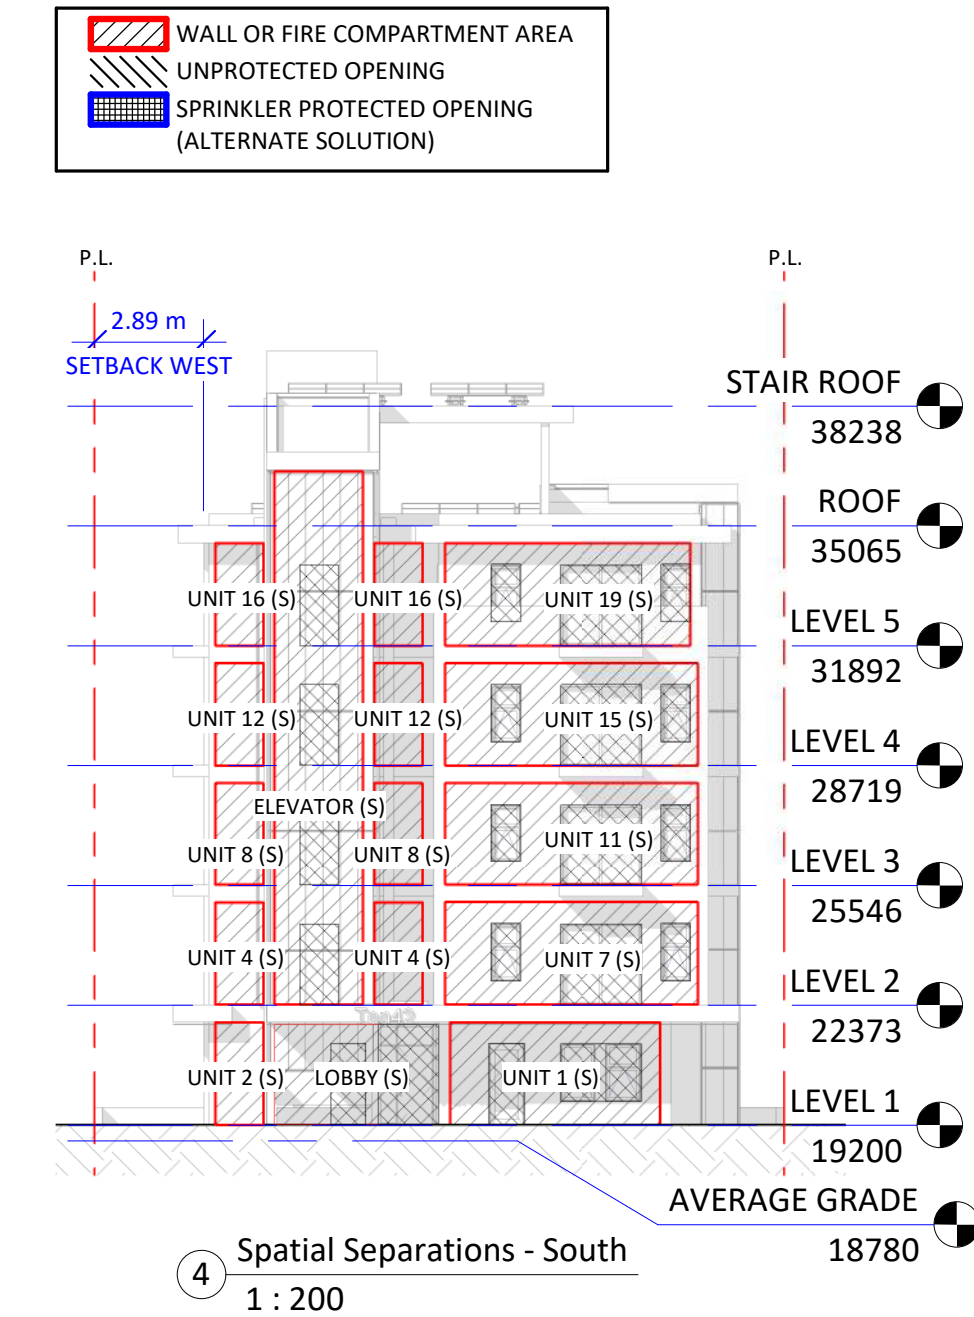 WALL OR FIRE COMPARTMENT AREA
UNPROTECTED OPENING
SPRINKLER PROTECTED OPENING
(ALTERNATE SOLUTION)
P.L.
P.L.
2.89 m
SETBACK WEST
STAIR ROOF
38238
ROOF
35065
UNIT 16 (S)
UNIT 16 (S)
UNIT 19 (S)
LEVEL 5
31892
UNIT 12 (S)
UNIT 12 (S)
UNIT 15 (S)
LEVEL 4
28719
ELEVATOR (S)
UNIT 8 (S)
UNIT 8 (S)
UNIT 11 (S)
LEVEL 3
25546
UNIT 4 (S)
UNIT 4 (S)
UNIT 7 (S)
LEVEL 2
22373
UNIT 2 (S)
LOBBY (S)
UNIT 1 (S)
LEVEL 1
19200
AVERAGE GRADE
18780
4
Spatial Separations - South
1 : 200